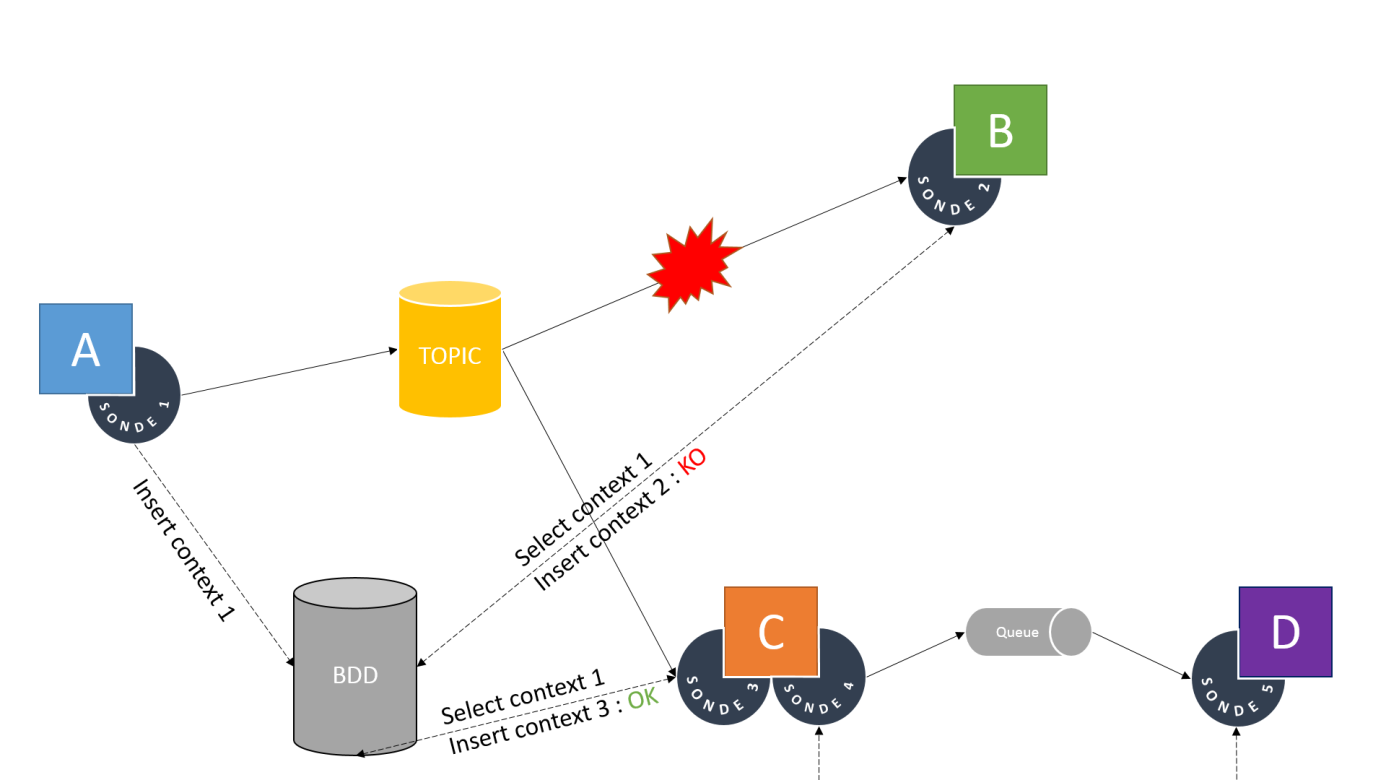 B
SONDE 2
A
SONDE 1
TOPIC
Select context 1
Insert context 2 : KO
Insert context 1
BDD
Select context 1
Insert context 3 : OK
C
SONDE 3
SONDE 4
Queue
D
SONDE 5